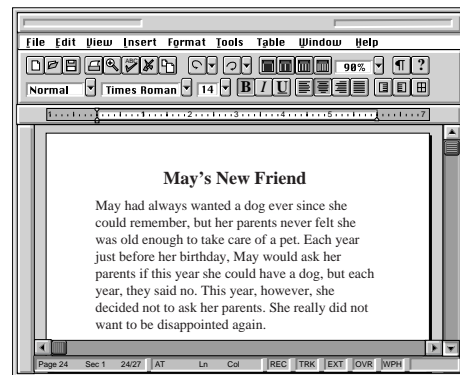 File Edit View Insert Format Tools Table Window Help
ABC 90% ¶ ?
Normal Times Roman 14 B I U
1 1 2 3 4 5 7
May's New Friend
May had always wanted a dog ever since she
could remember, but her parents never felt she
was old enough to take care of a pet. Each year
just before her birthday, May would ask her
parents if this year she could have a dog, but each
year, they said no. This year, however, she
decided not to ask her parents. She really did not
want to be disappointed again.
Page 24 Sec 1 24/27 AT Ln Col REC TRK EXT OVR WPH